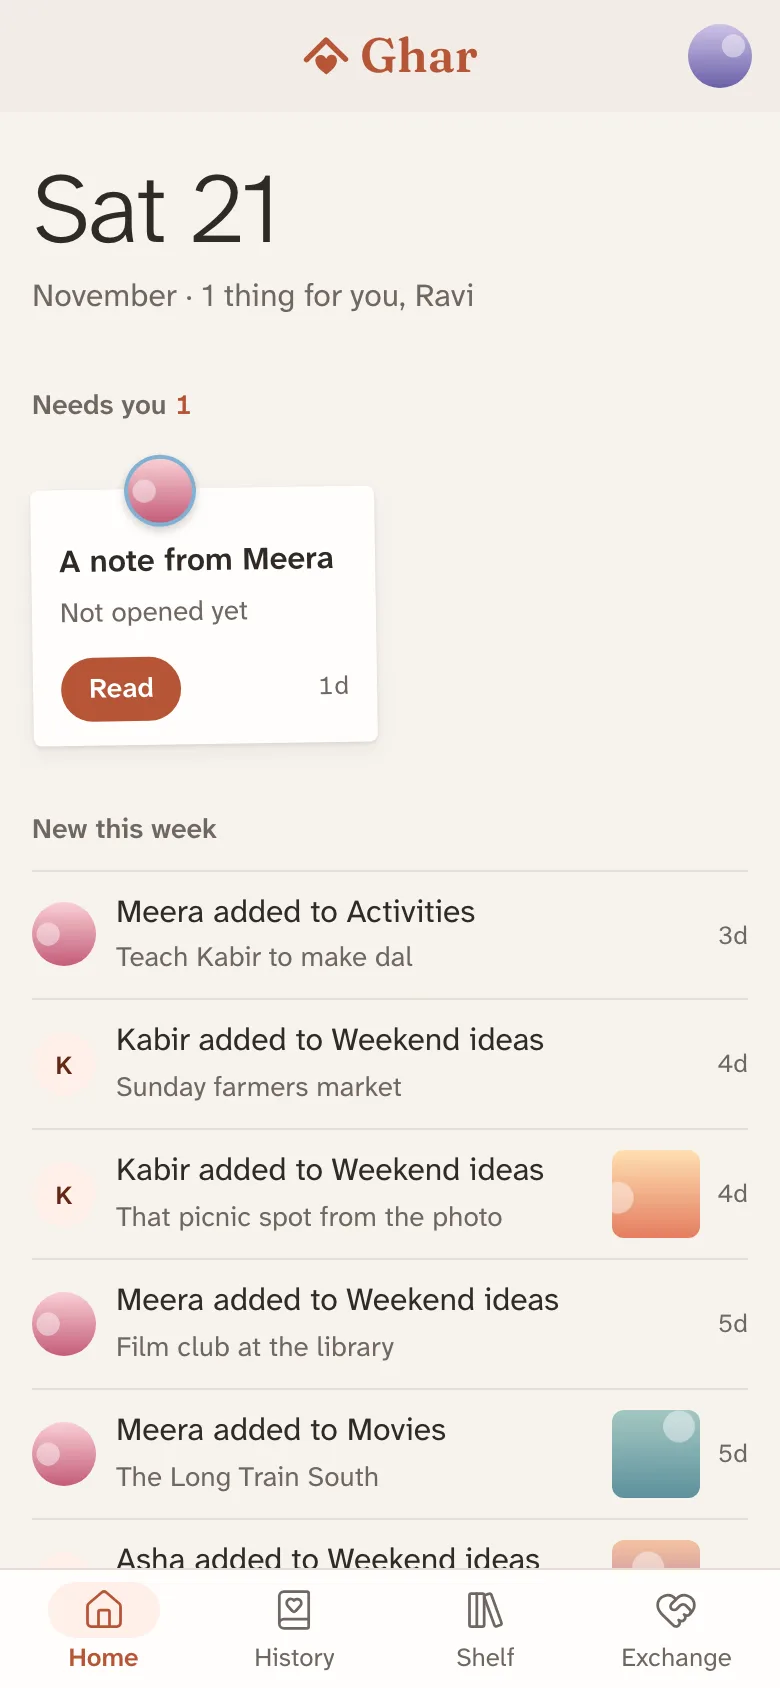 Ghar
Sat 21
November · 1 thing for you, Ravi
Needs you 1
A note from Meera
Not opened yet
Read
1d
New this week
Meera added to Activities
Teach Kabir to make dal
3d
K
Kabir added to Weekend ideas
Sunday farmers market
4d
K
Kabir added to Weekend ideas
That picnic spot from the photo
4d
Meera added to Weekend ideas
Film club at the library
5d
Meera added to Movies
The Long Train South
5d
Asha added to Weekend ideas
Home
History
Shelf
Exchange